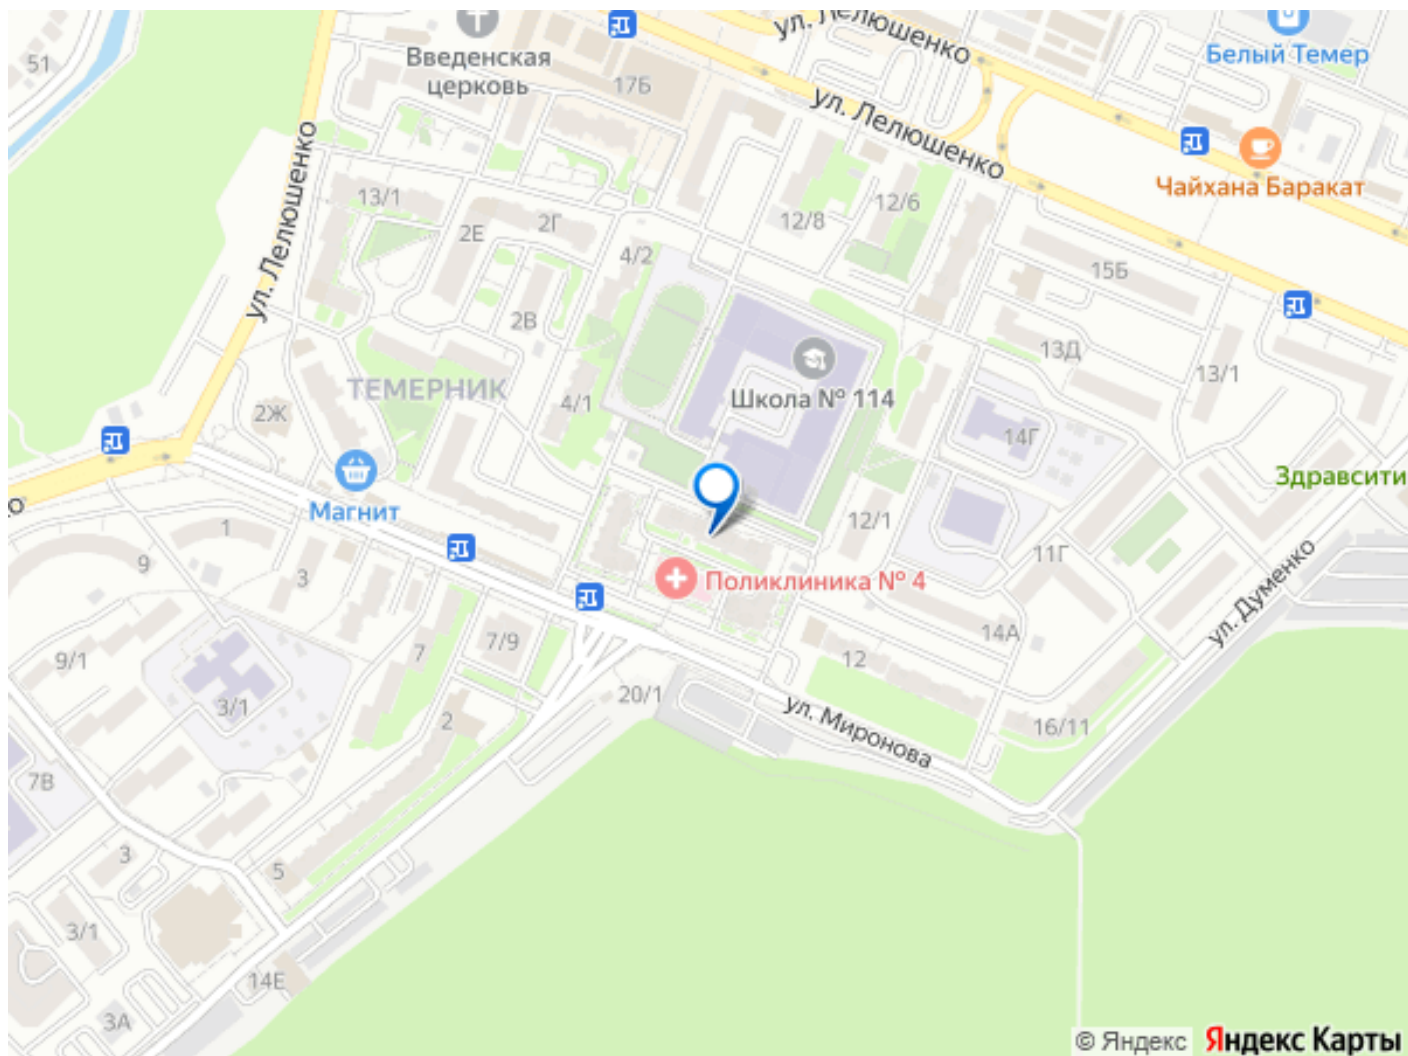 51
Введенская
церковь
17Б
ул. Лелюшенко
Белый Темер
ул. Лелюшенко
Чайхана Баракат
ул. Лелюшенко
13/1
2Е
2Г
4/2
12/8
12/6
15Б
2В
13Д
13/1
ТЕМЕРНИК
Школа № 114
2Ж
4/1
14Г
Здравсити
Магнит
1
12/1
9
3
11Г
Поликлиника № 4
ул. Думенко
7
7/9
14А
9/1
12
3/1
20/1
2
ул. Миронова
16/11
7В
3
5
3/1
14Е
3А
© Яндекс
Яндекс Карты